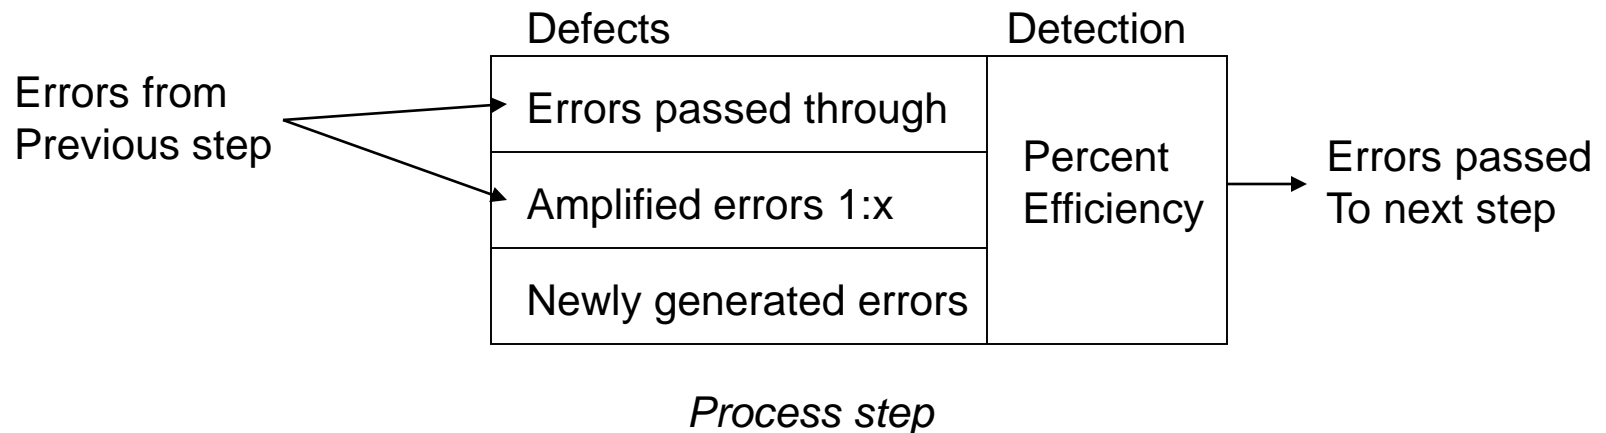 Defects
Detection
Errors from
Previous step
Errors passed through
Amplified errors 1:x
Newly generated errors
Percent
Efficiency
Errors passed
To next step
Process step